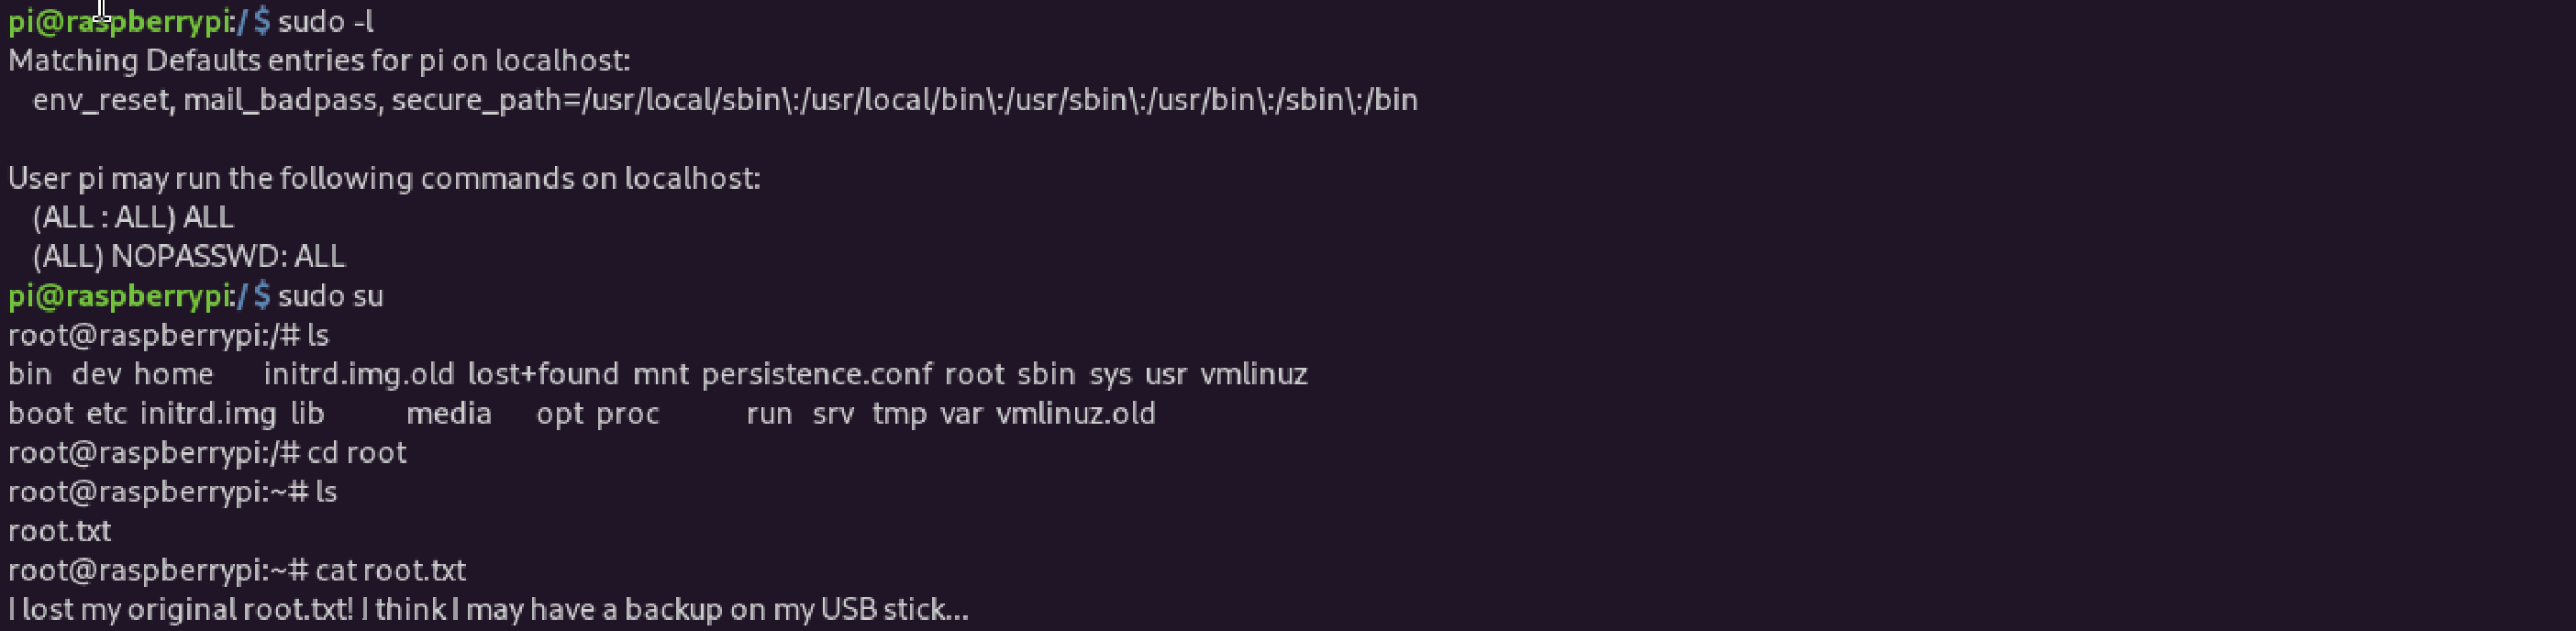 pi@raspberrypi:/ $ sudo -l
Matching Defaults entries for pi on localhost:
env_reset, mail_badpass, secure_path=/usr/local/sbin\:/usr/local/bin\:/usr/sbin\:/usr/bin\:/sbin\:/bin
User pi may run the following commands on localhost:
(ALL : ALL) ALL
(ALL) NOPASSWD: ALL
pi@raspberrypi:/ $ sudo su
root@raspberrypi:/# ls
bin dev home initrd.img.old lost+found mnt persistence.conf root sbin sys usr vmlinuz
boot etc initrd.img lib media opt proc run srv tmp var vmlinuz.old
root@raspberrypi:/# cd root
root@raspberrypi:~# ls
root.txt
root@raspberrypi:~# cat root.txt
I lost my original root.txt! I think I may have a backup on my USB stick...